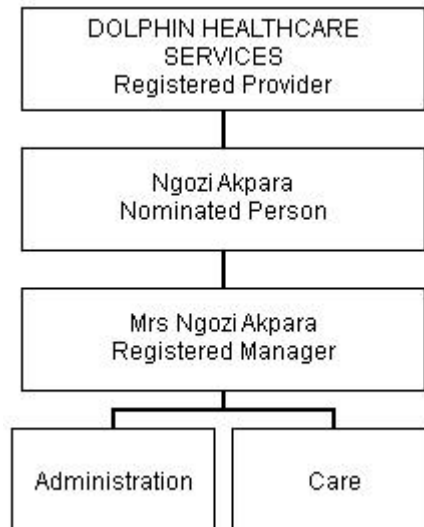 DOLPHIN HEALTHCARE
SERVICES
Registered Provider
Ngozi Akpara
Nominated Person
Mrs Ngozi Akpara
Registered Manager
Administration
Care